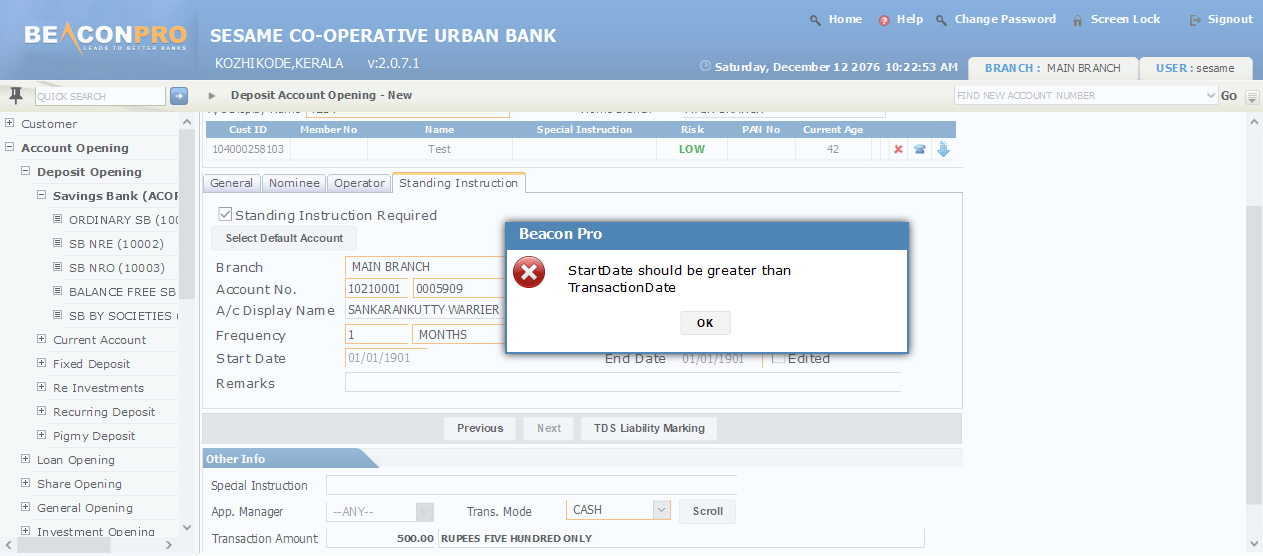 Home Help Change Password Screen Lock Signout
BEACONPRO
LEADS TO BETTER BANKS
SESAME CO-OPERATIVE URBAN BANK
KOZHIKODE,KERALA v:2.0.7.1
Saturday, December 12 2076 10:22:53 AM
BRANCH : MAIN BRANCH
USER : sesame
QUICK SEARCH
Deposit Account Opening - New
FIND NEW ACCOUNT NUMBER Go
Customer
Account Opening
Deposit Opening
Savings Bank (ACOP
ORDINARY SB (100
SB NRE (10002)
SB NRO (10003)
BALANCE FREE SB
SB BY SOCIETIES (
Current Account
Fixed Deposit
Re Investments
Recurring Deposit
Pigmy Deposit
Loan Opening
Share Opening
General Opening
Investment Opening
Cust ID Member No Name Special Instruction Risk PAN No Current Age
104000258103 Test LOW 42
General Nominee Operator Standing Instruction
Standing Instruction Required
Select Default Account
Branch MAIN BRANCH
Account No. 10210001 0005909
A/c Display Name SANKARANKUTTY WARRIER
Frequency 1 MONTHS
Start Date 01/01/1901 End Date 01/01/1901 Edited
Remarks
Beacon Pro
StartDate should be greater than
TransactionDate
OK
Previous Next TDS Liability Marking
Other Info
Special Instruction
App. Manager --ANY-- Trans. Mode CASH Scroll
Transaction Amount 500.00 RUPEES FIVE HUNDRED ONLY